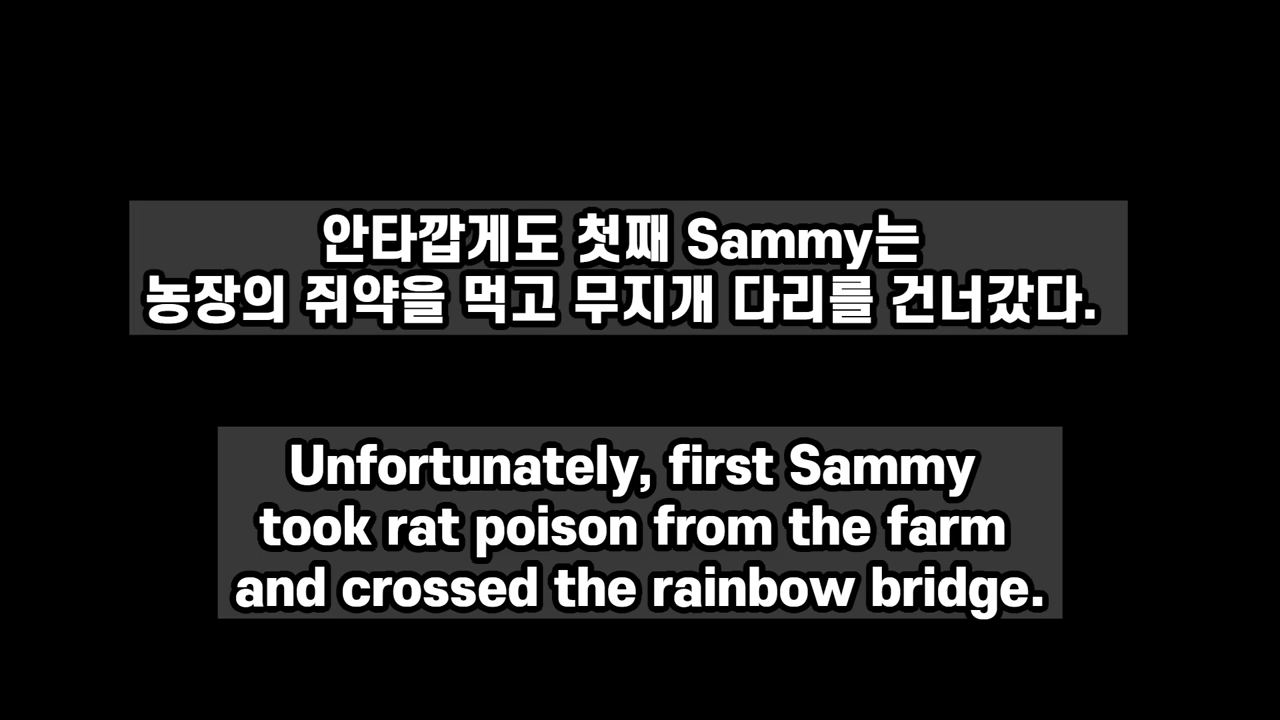 안타깝게도 첫째 Sammy는
농장의 쥐약을 먹고 무지개 다리를 건너갔다.
Unfortunately, first Sammy
took rat poison from the farm
and crossed the rainbow bridge.